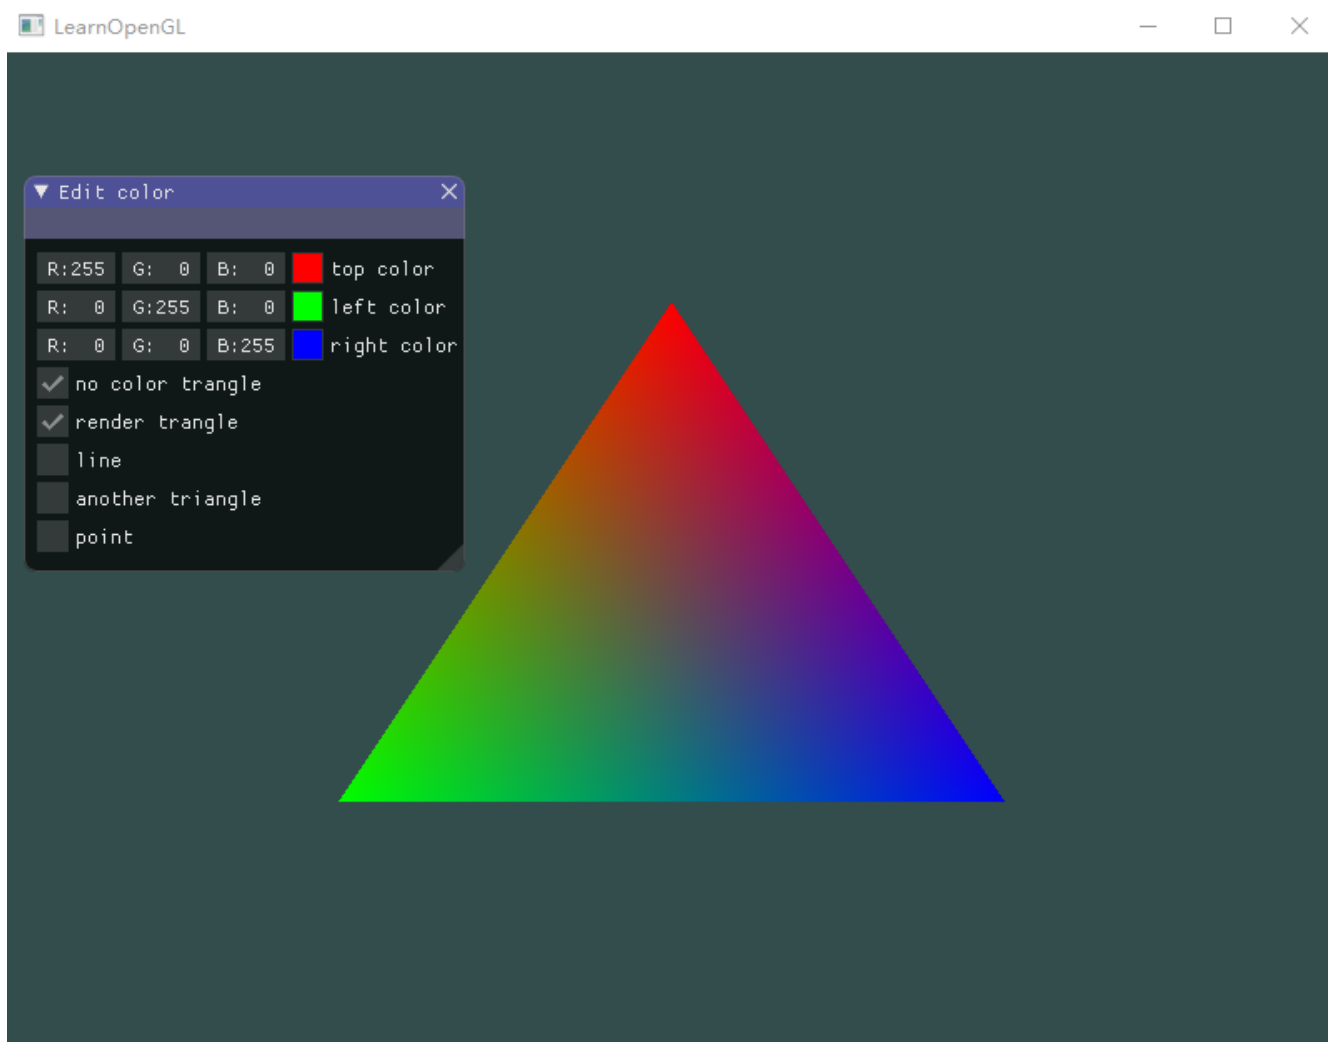 LearnOpenGL
Edit color
R:255 G: 0 B: 0 top color
R: 0 G:255 B: 0 left color
R: 0 G: 0 B:255 right color
no color trangle
render trangle
line
another triangle
point